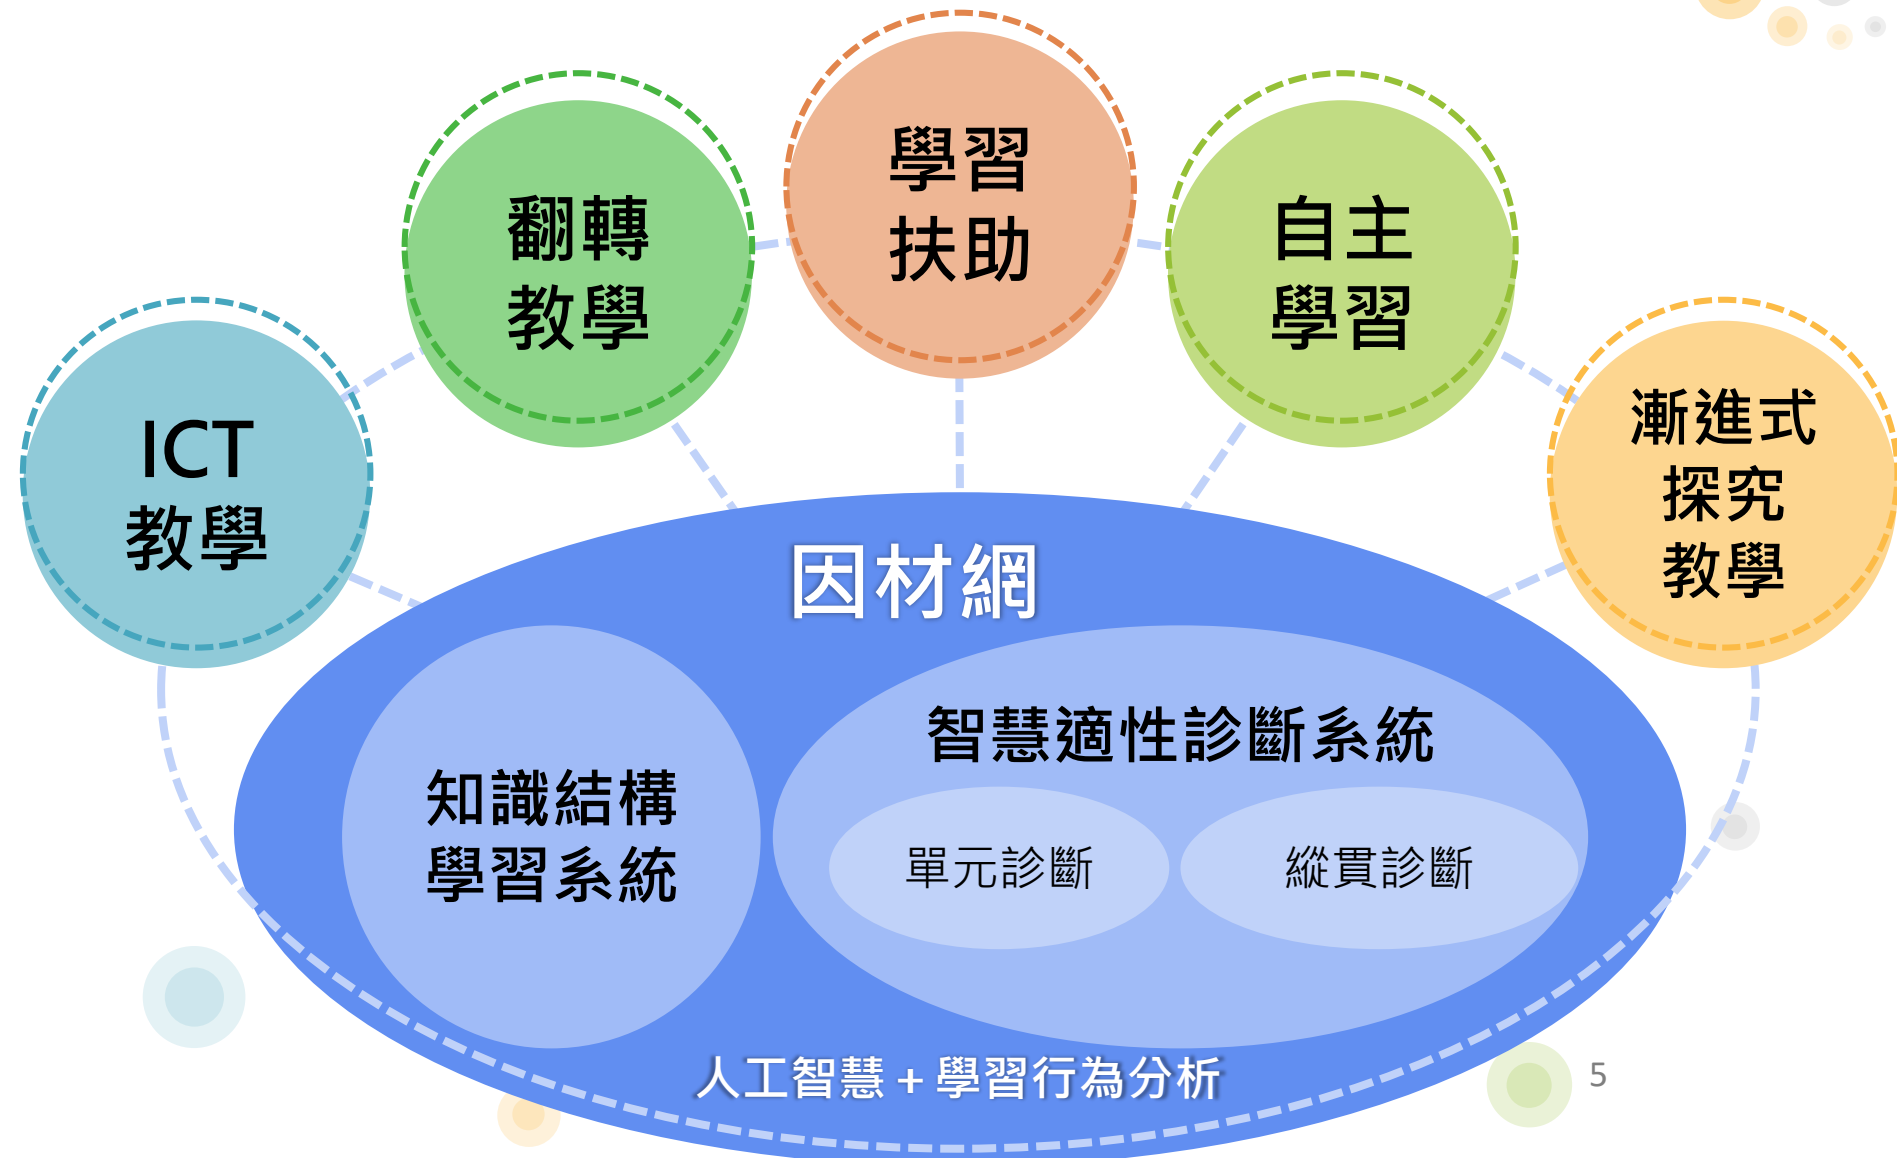 ICT
教學
翻轉
教學
學習
扶助
自主
學習
漸進式
探究
教學
因材網
知識結構
學習系統
智慧適性診斷系統
單元診斷
縱貫診斷
人工智慧 + 學習行為分析
5